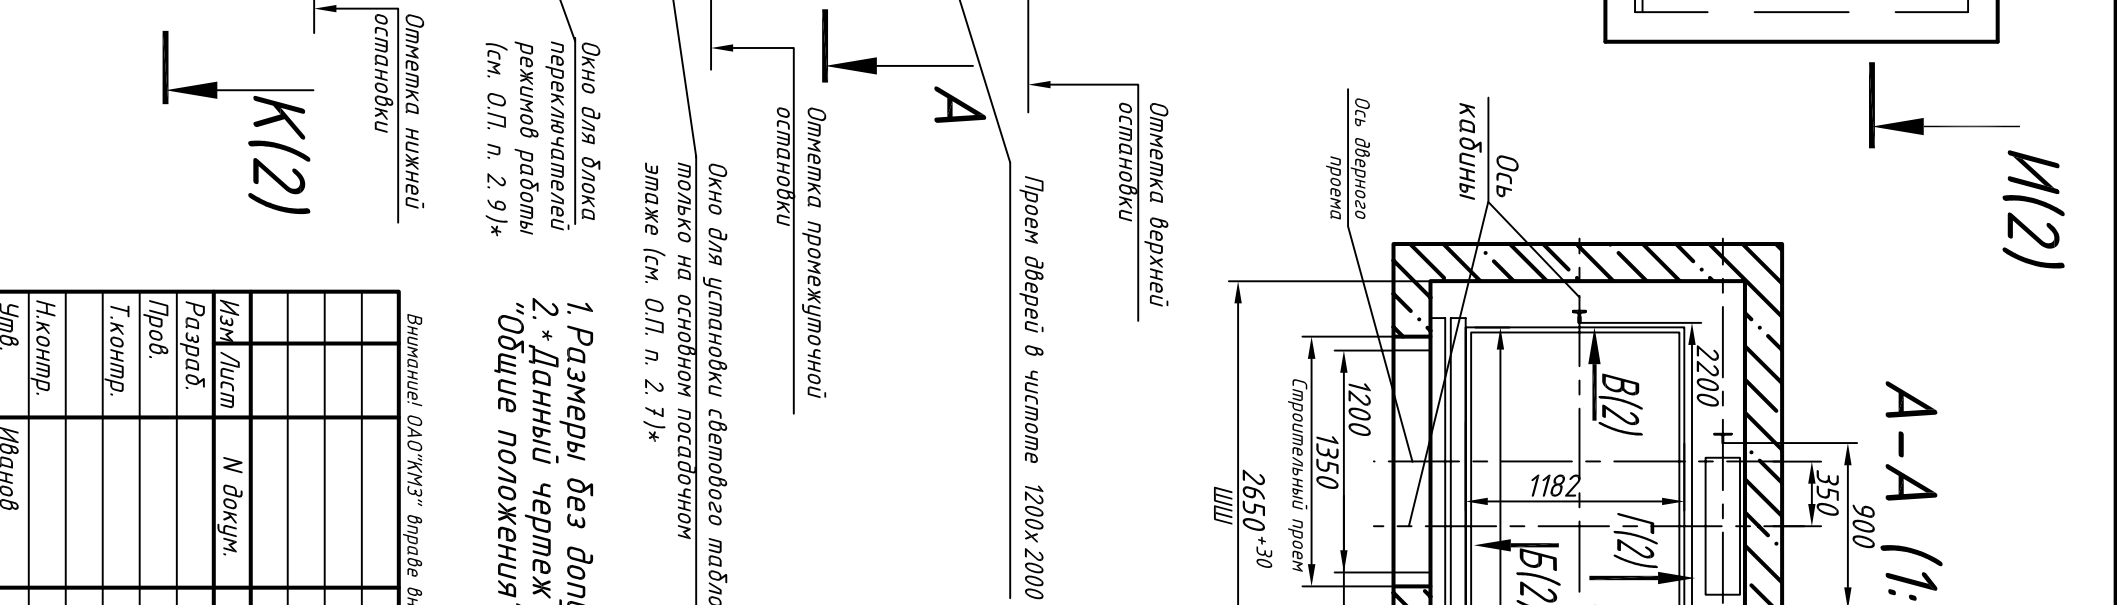 И(2)
А-А (1:
Ось
кабины
Ось дверного
проема
2200
В(2)
1182
Г(2)
Б(2)
350
900
1200
1350
Строительный проем
2650+30
ШШ
Отметка верхней
остановки
Проем дверей в чистоте 1200х2000
А
Отметка промежуточной
остановки
Окно для установки светового табло
только на основном посадочном
этаже (см. О.П. п. 2. 7)*
Окно для блока
переключателей
режимов работы
(см. О.П. п. 2. 9)*
Отметка нижней
остановки
К(2)
1. Размеры без допу
2. * Данный чертеж
"Общие положения
Внимание! ОАО"КМЗ" вправе вн
Изм Лист N докум.
Разраб.
Пров.
Т.контр.
Н.контр.
Утв. Иванов